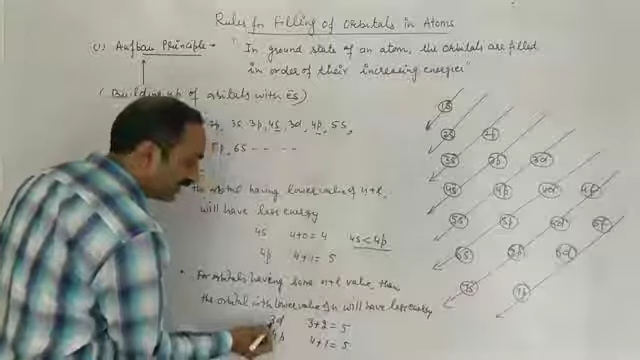 Rules for Filling of Orbitals in Atoms
(1) Aufbau Principle → "In ground state of an atom, the orbitals are filled
in order of their increasing energies"
(Building up of orbitals with es)
3s, 3p, 4s, 3d, 4p, 5s,
5p, 6s -- -- --
the orbital having lower value of n+l,
will have less energy
4s 4+0=4 4s<4p
4p 4+1=5
• For orbitals having same n+l value then
the orbital with lower value of n will have less energy
3d 3+2=5
4p 4+1=5
1s
2s 2p
3s 3d
4s 4p 4d 4f
5s 5p 5d 5f
6s 6p 6d
7s 7p